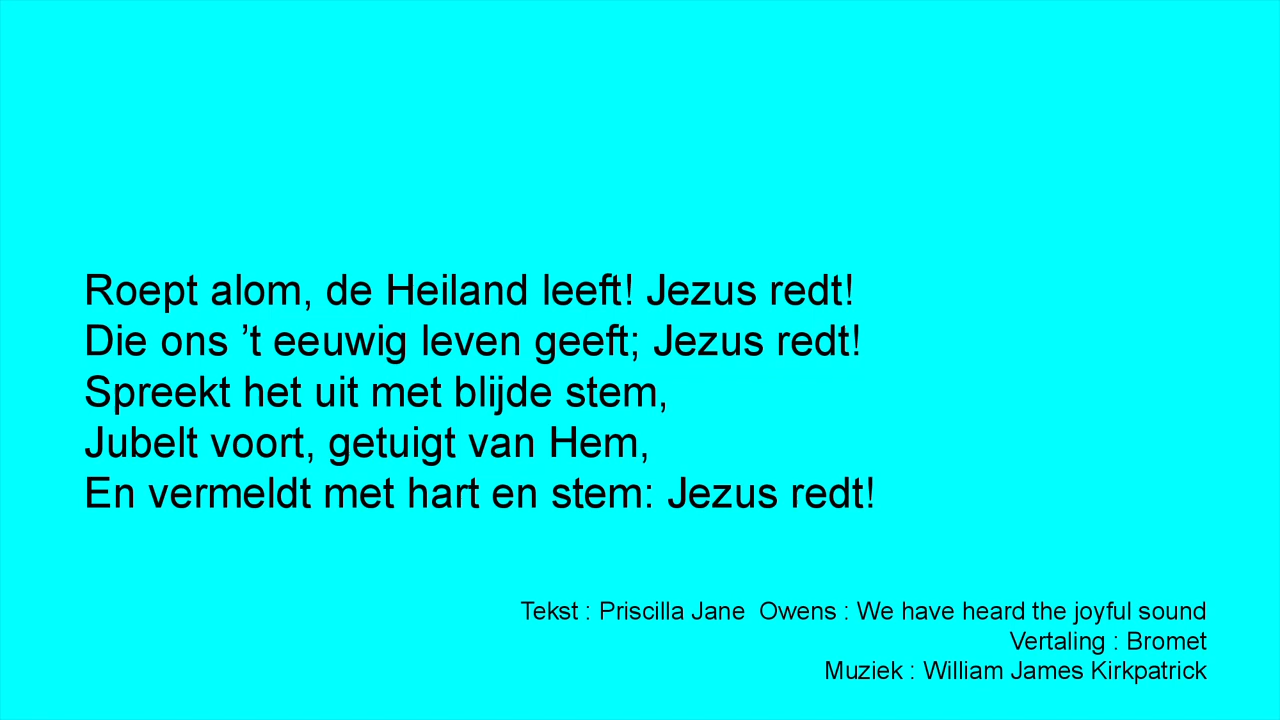 Roept alom, de Heiland leeft! Jezus redt!
Die ons ’t eeuwig leven geeft; Jezus redt!
Spreekt het uit met blijde stem,
Jubelt voort, getuigt van Hem,
En vermeldt met hart en stem: Jezus redt!
Tekst : Priscilla Jane  Owens : We have heard the joyful sound
Vertaling : Bromet
Muziek : William James Kirkpatrick